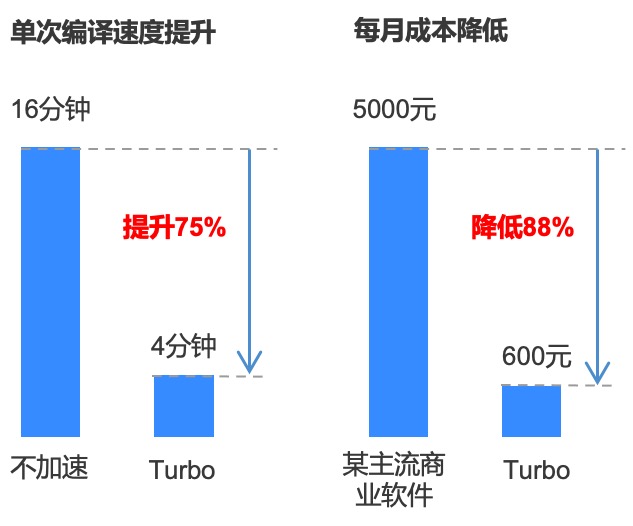 单次编译速度提升
16分钟
提升75%
4分钟
不加速
Turbo
每月成本降低
5000元
降低88%
600元
某主流商
业软件
Turbo